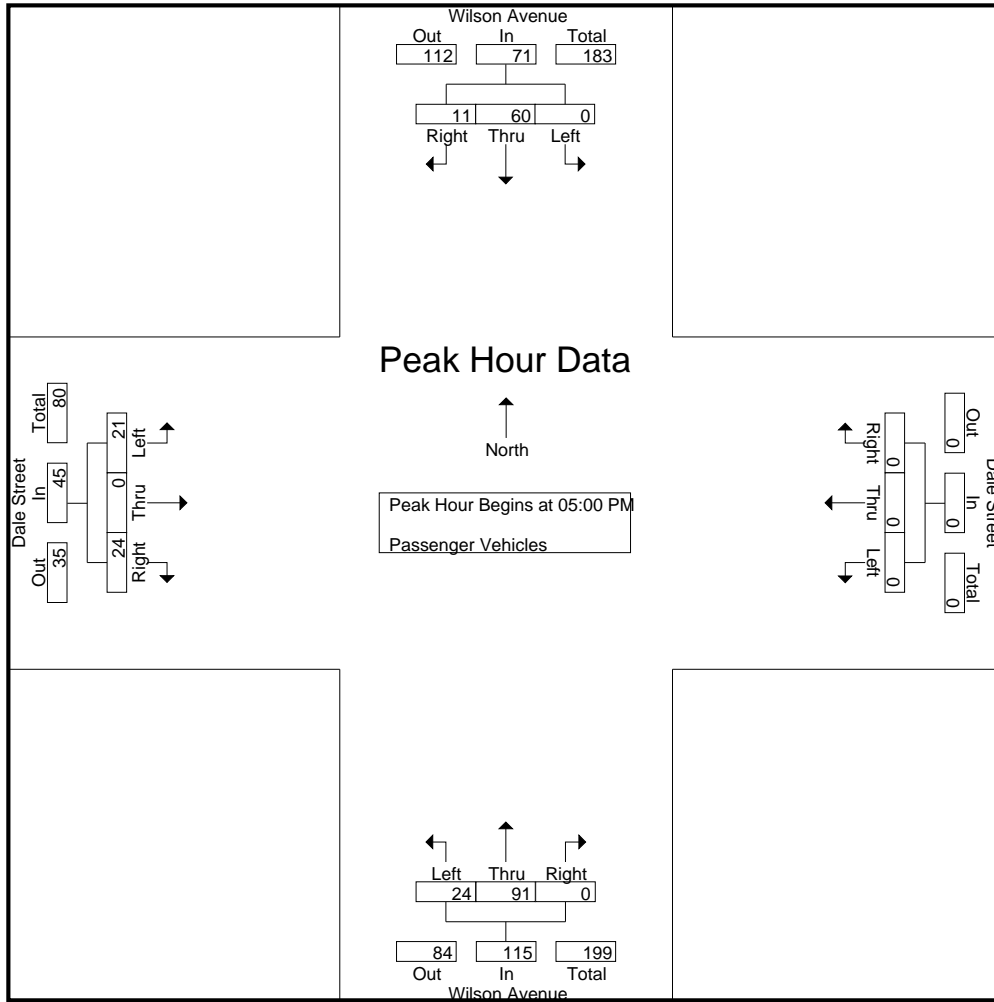 Wilson Avenue
Out In Total
112 71 183
11 60 0
Right Thru Left
Peak Hour Data
North
Peak Hour Begins at 05:00 PM
Passenger Vehicles
Dale Street
Out In Total
35 45 80
Left Thru Right
21 0 24
Dale Street
Out In Total
0 0 0
Right Thru Left
0 0 0
Left Thru Right
24 91 0
84 115 199
Out In Total
Wilson Avenue